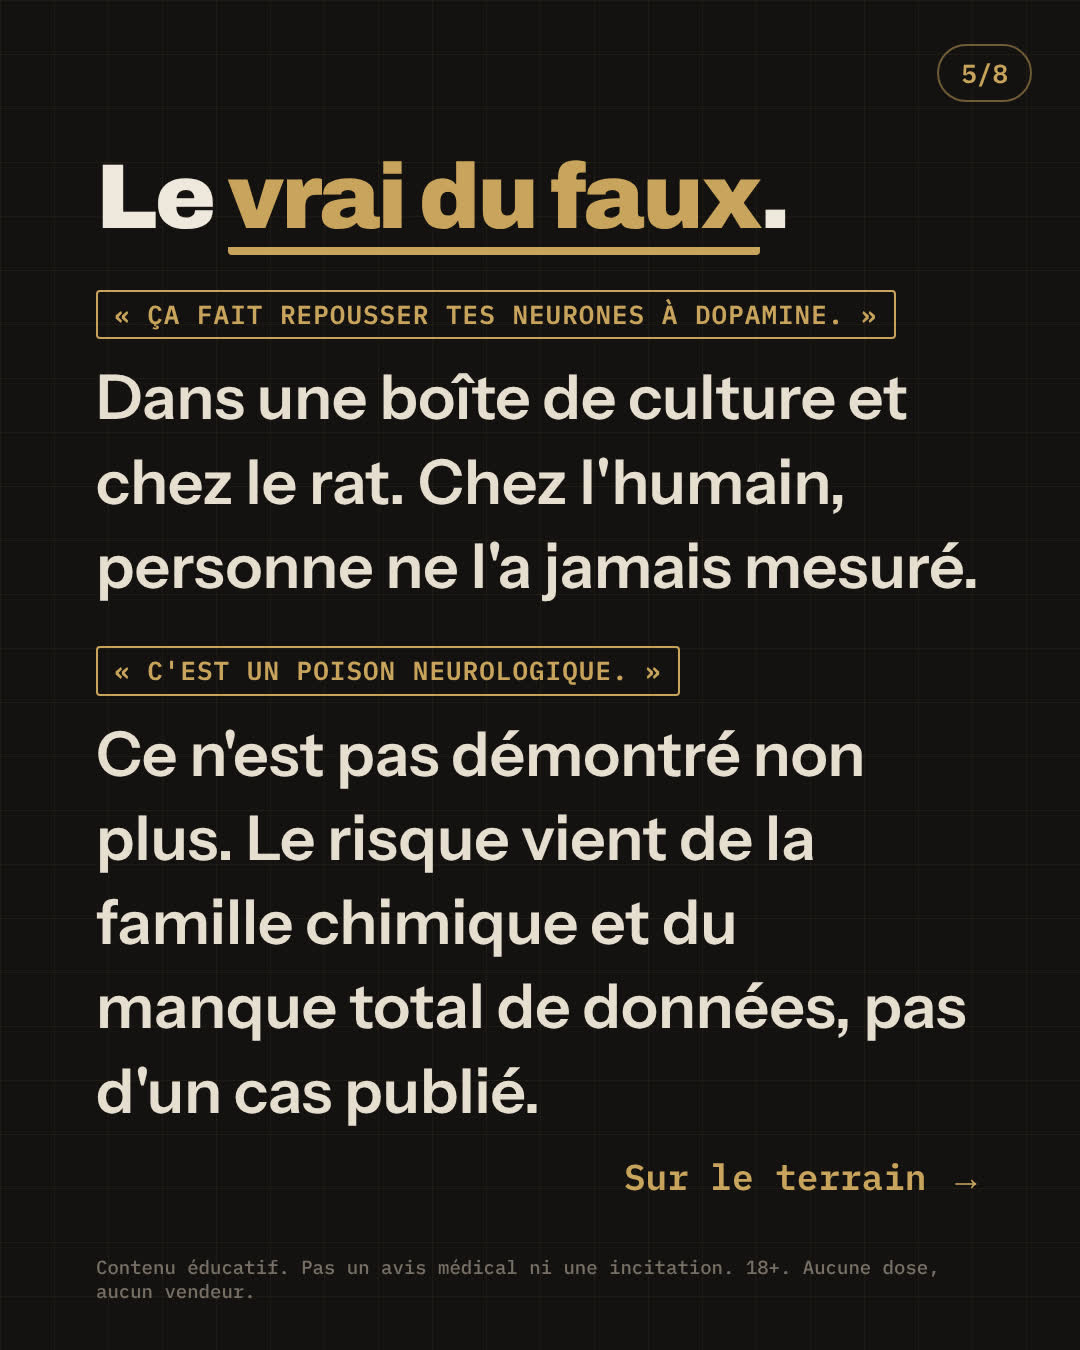 5/8
Le vrai du faux.
« ÇA FAIT REPOUSSER TES NEURONES À DOPAMINE. »
Dans une boîte de culture et
chez le rat. Chez l'humain,
personne ne l'a jamais mesuré.
« C'EST UN POISON NEUROLOGIQUE. »
Ce n'est pas démontré non
plus. Le risque vient de la
famille chimique et du
manque total de données, pas
d'un cas publié.
Sur le terrain →
Contenu éducatif. Pas un avis médical ni une incitation. 18+. Aucune dose,
aucun vendeur.